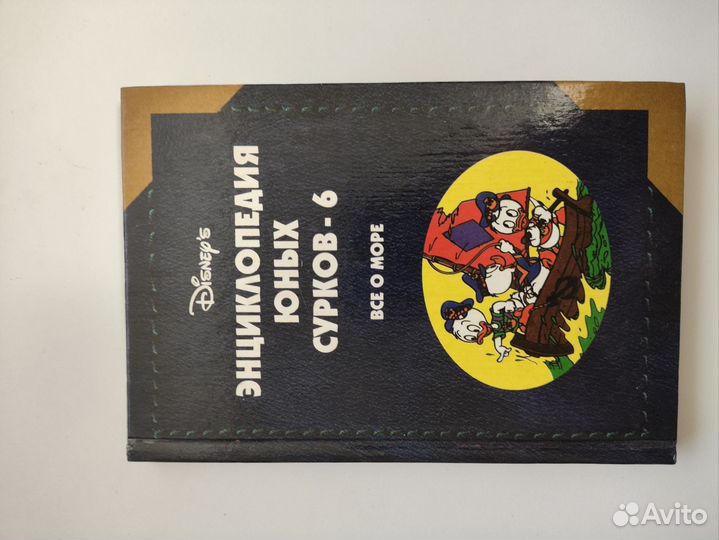 Disney's
ЭНЦИКЛОПЕДИЯ
ЮНЫХ
СУРКОВ - 6
ВСЕ О МОРЕ
Avito